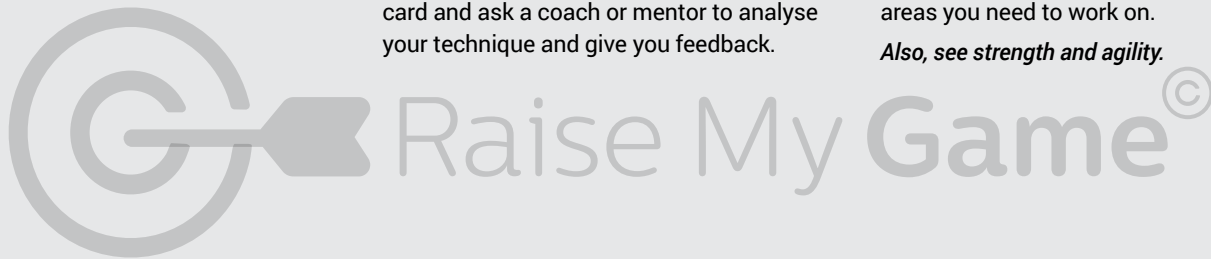 card and ask a coach or mentor to analyse
your technique and give you feedback.
areas you need to work on.
Also, see strength and agility.
Raise My Game©